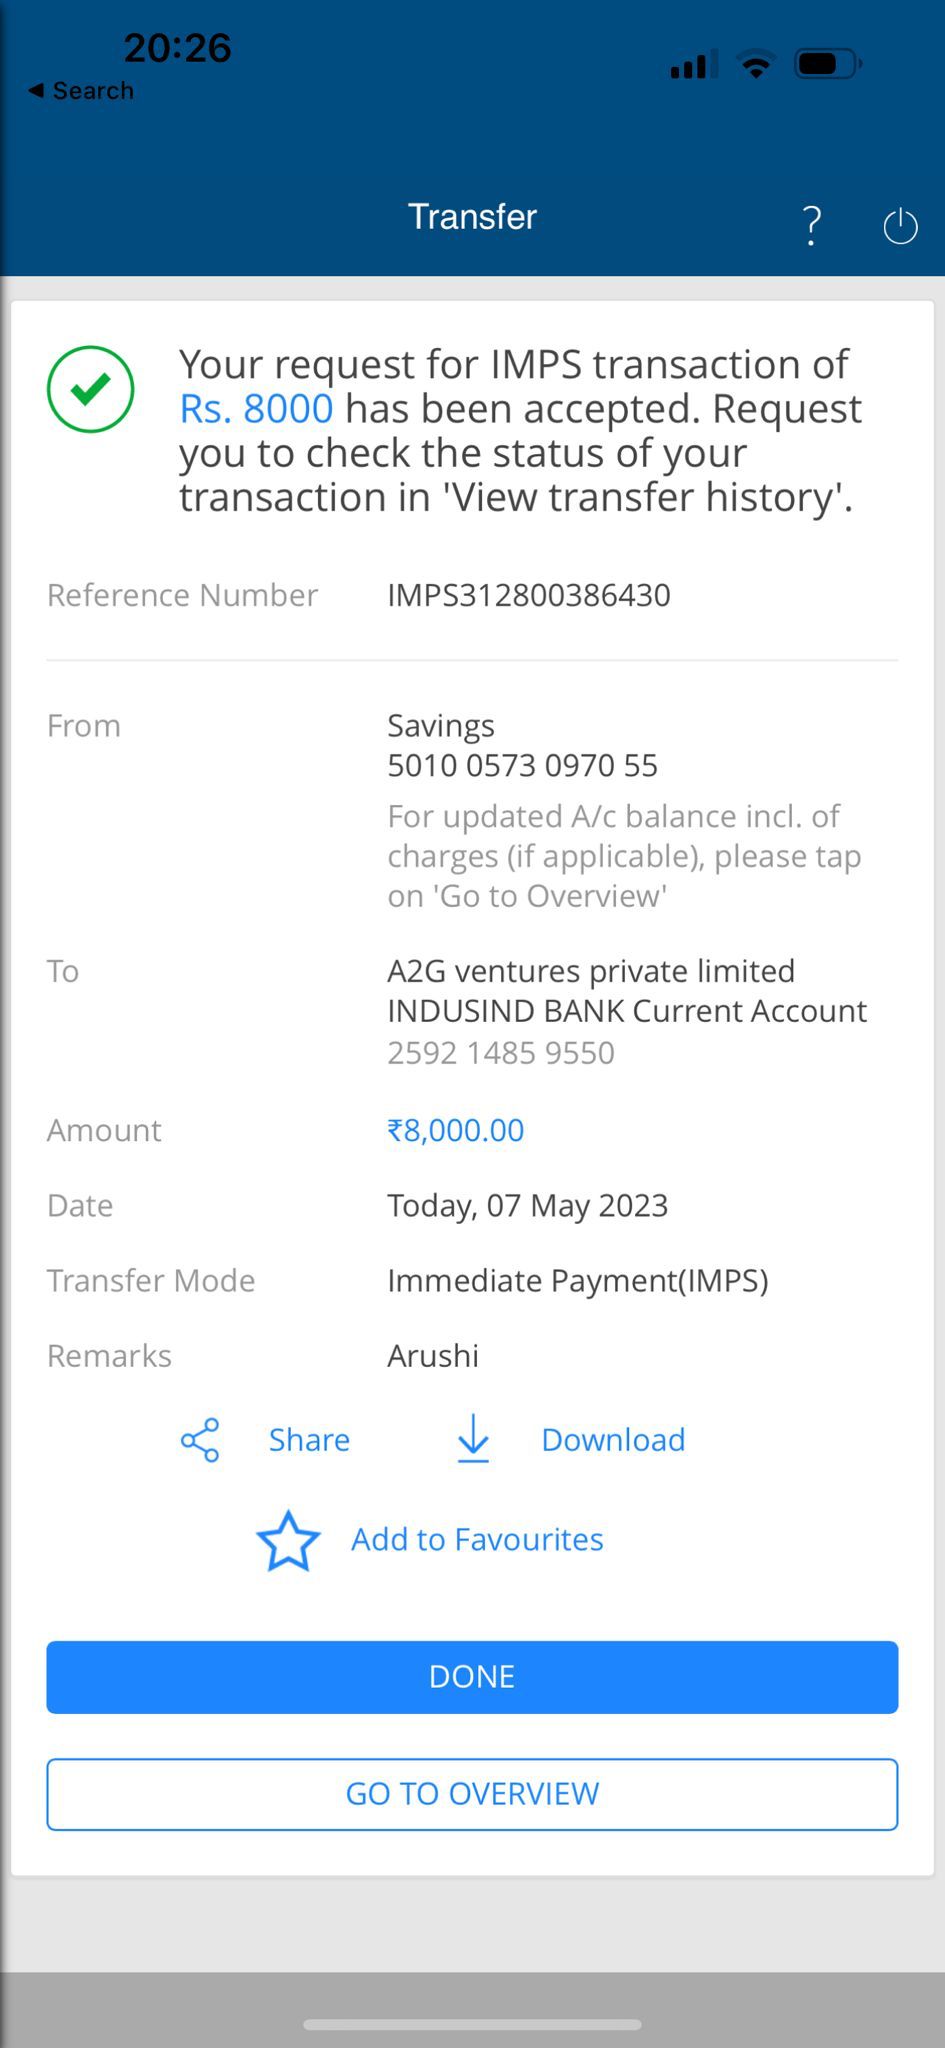 20:26
◀ Search
Transfer
?
Your request for IMPS transaction of
Rs. 8000 has been accepted. Request
you to check the status of your
transaction in 'View transfer history'.
Reference Number IMPS312800386430
From Savings
5010 0573 0970 55
For updated A/c balance incl. of
charges (if applicable), please tap
on 'Go to Overview'
To A2G ventures private limited
INDUSIND BANK Current Account
2592 1485 9550
Amount ₹8,000.00
Date Today, 07 May 2023
Transfer Mode Immediate Payment(IMPS)
Remarks Arushi
Share Download
Add to Favourites
DONE
GO TO OVERVIEW